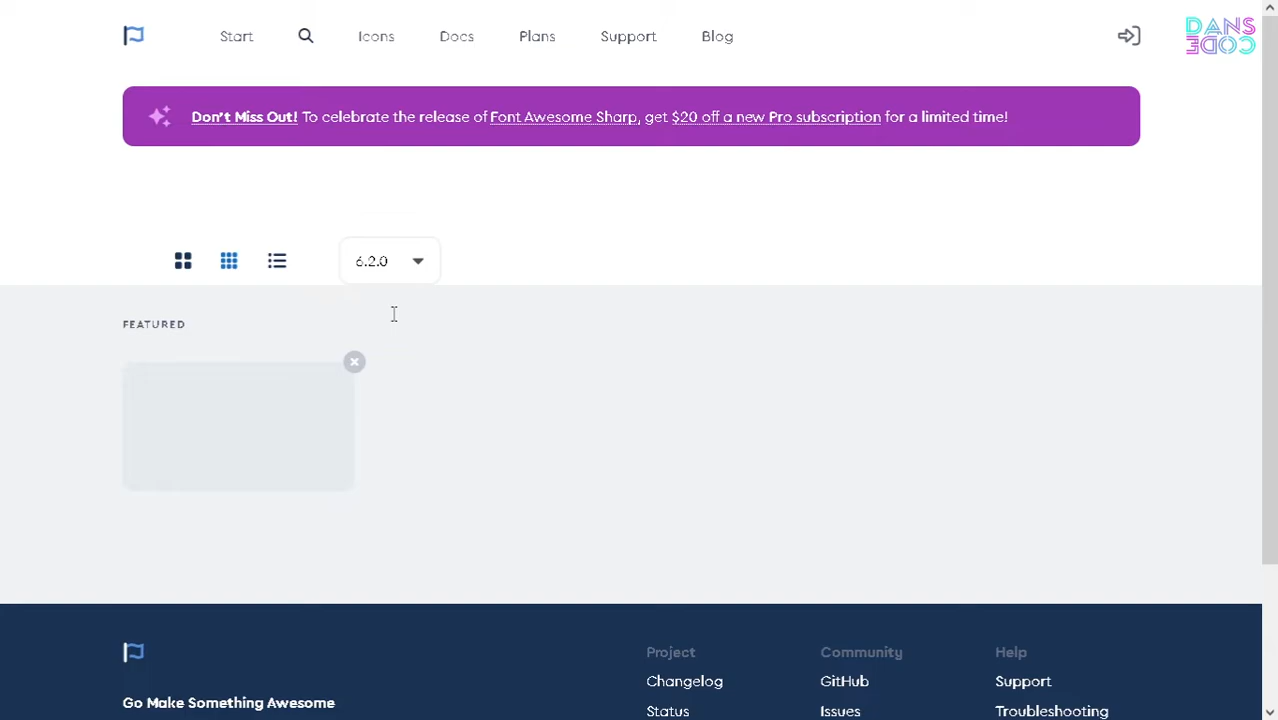 Start
Icons
Docs
Plans
Support
Blog
DANS
CODE
Don't Miss Out! To celebrate the release of Font Awesome Sharp, get $20 off a new Pro subscription for a limited time!
6.2.0
FEATURED
Go Make Something Awesome
Project
Changelog
Status
Community
GitHub
Issues
Help
Support
Troubleshooting